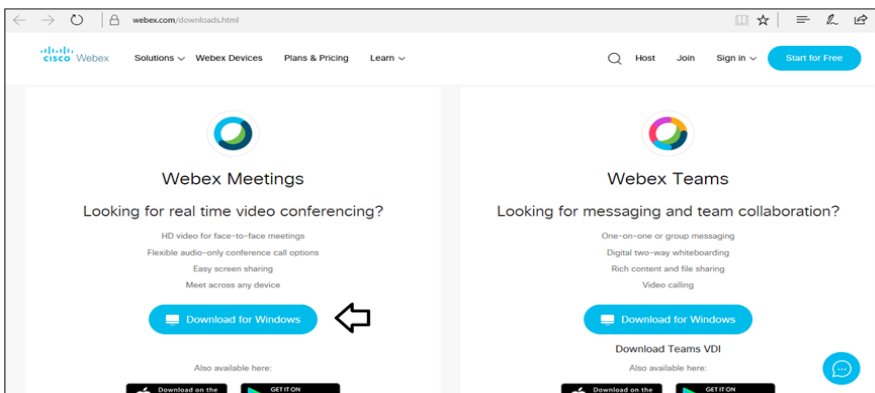 webex.com/downloads.html
cisco Webex Solutions Webex Devices Plans & Pricing Learn Host Join Sign in Start for Free
Webex Meetings
Looking for real time video conferencing?
HD video for face-to-face meetings
Flexible audio-only conference call options
Easy screen sharing
Meet across any device
Download for Windows
Also available here:
Download on the
GET IT ON
Webex Teams
Looking for messaging and team collaboration?
One-on-one or group messaging
Digital two-way whiteboarding
Rich content and file sharing
Video calling
Download for Windows
Download Teams VDI
Also available here:
Download on the
GET IT ON